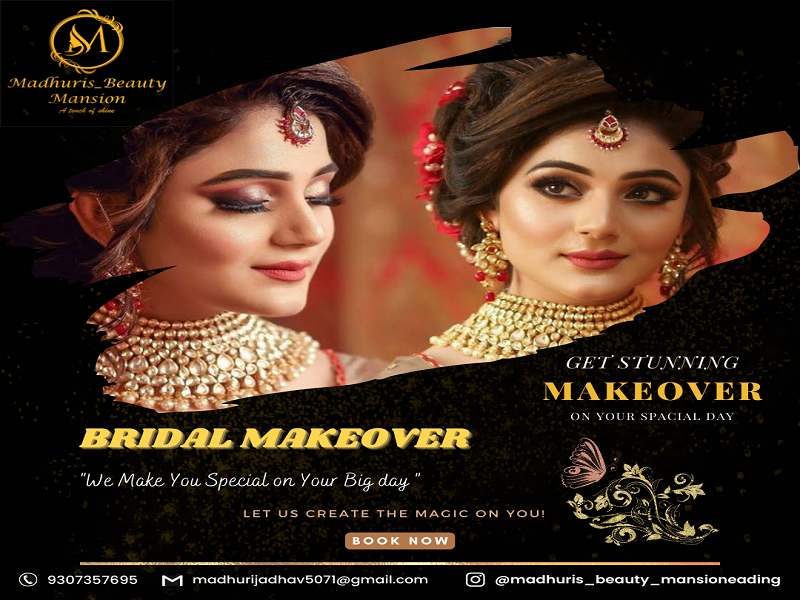 M
Madhuris_Beauty
Mansion
A touch of shine
GET STUNNING
MAKEOVER
ON YOUR SPACIAL DAY
BRIDAL MAKEOVER
"We Make You Special on Your Big day "
LET US CREATE THE MAGIC ON YOU!
BOOK NOW
9307357695
madhurijadhav5071@gmail.com
@madhuris_beauty_mansioneading